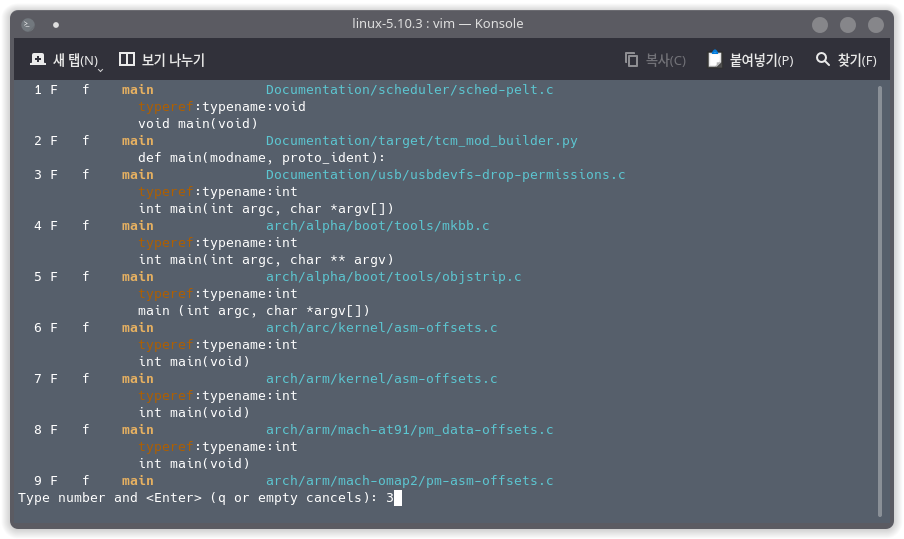 linux-5.10.3 : vim — Konsole
새 탭(N) 보기 나누기 복사(C) 붙여넣기(P) 찾기(F)
1 F f main Documentation/scheduler/sched-pelt.c
typeref:typename:void
void main(void)
2 F f main Documentation/target/tcm_mod_builder.py
def main(modname, proto_ident):
3 F f main Documentation/usb/usbdevfs-drop-permissions.c
typeref:typename:int
int main(int argc, char *argv[])
4 F f main arch/alpha/boot/tools/mkbb.c
typeref:typename:int
int main(int argc, char ** argv)
5 F f main arch/alpha/boot/tools/objstrip.c
typeref:typename:int
main (int argc, char *argv[])
6 F f main arch/arc/kernel/asm-offsets.c
typeref:typename:int
int main(void)
7 F f main arch/arm/kernel/asm-offsets.c
typeref:typename:int
int main(void)
8 F f main arch/arm/mach-at91/pm_data-offsets.c
typeref:typename:int
int main(void)
9 F f main arch/arm/mach-omap2/pm-asm-offsets.c
Type number and <Enter> (q or empty cancels): 3